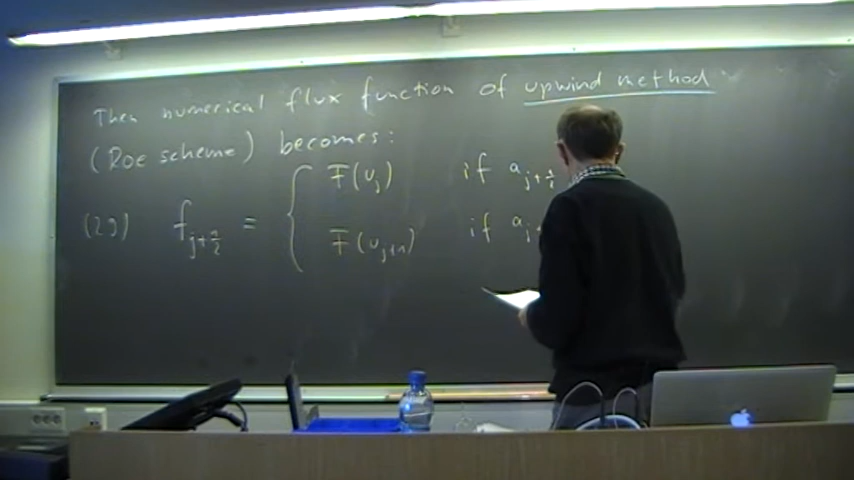 Then numerical flux function of upwind method
(Roe scheme) becomes:
F(u_j) if a_{j+1/2}
(29) f_{j+1/2} = {
F(u_{j+1}) if a_{j+